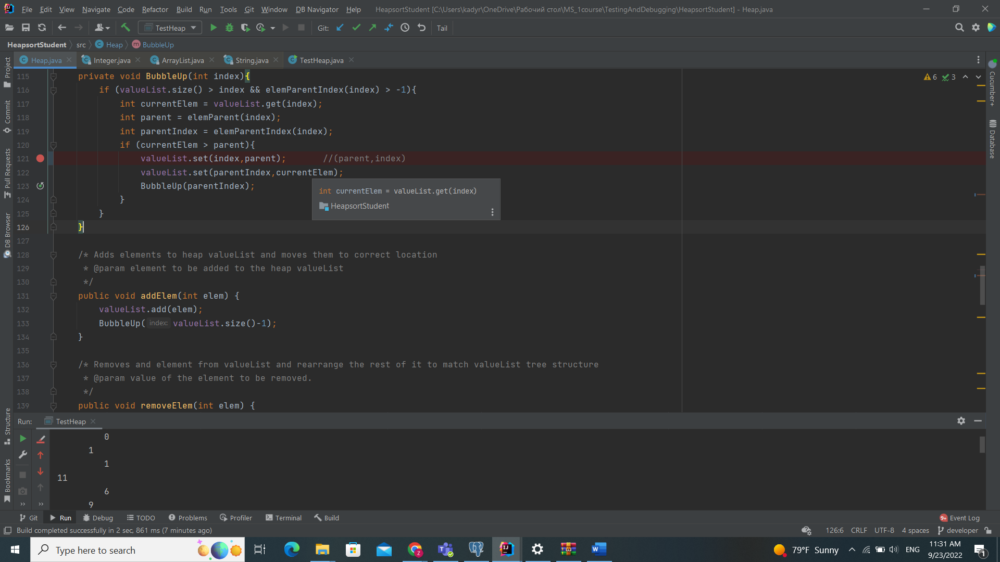 File Edit View Navigate Code Refactor Build Run Tools Git Window DB Navigator Help HeapsortStudent [C:\Users\kadyr\OneDrive\Рабочий стол\MS_1course\TestingAndDebugging\HeapsortStudent] - Heap.java
TestHeap Git: Tail
HeapsortStudent src Heap BubbleUp
Heap.java Integer.java ArrayList.java String.java TestHeap.java
Project
Commit
Pull Requests
DB Browser
Structure
Bookmarks
Cucumber+
Database
6 3
115 private void BubbleUp(int index){
116 if (valueList.size() > index && elemParentIndex(index) > -1){
117 int currentElem = valueList.get(index);
118 int parent = elemParent(index);
119 int parentIndex = elemParentIndex(index);
120 if (currentElem > parent){
121 valueList.set(index,parent); //(parent,index)
122 valueList.set(parentIndex,currentElem);
123 BubbleUp(parentIndex);
int currentElem = valueList.get(index)
HeapsortStudent
124 }
125 }
126 }
127
128 /* Adds elements to heap valueList and moves them to correct location
129 * @param element to be added to the heap valueList
130 */
131 public void addElem(int elem) {
132 valueList.add(elem);
133 BubbleUp( index: valueList.size()-1);
134 }
135
136 /* Removes and element from valueList and rearrange the rest of it to match valueList tree structure
137 * @param value of the element to be removed.
138 */
139 public void removeElem(int elem) {
Run: TestHeap
0
1
1
11
6
9
Git Run Debug TODO Problems Profiler Terminal Build 9+ Event Log
Build completed successfully in 2 sec, 861 ms (7 minutes ago) 126:6 CRLF UTF-8 4 spaces developer
Type here to search 79°F Sunny ENG 11:31 AM
9/23/2022 1